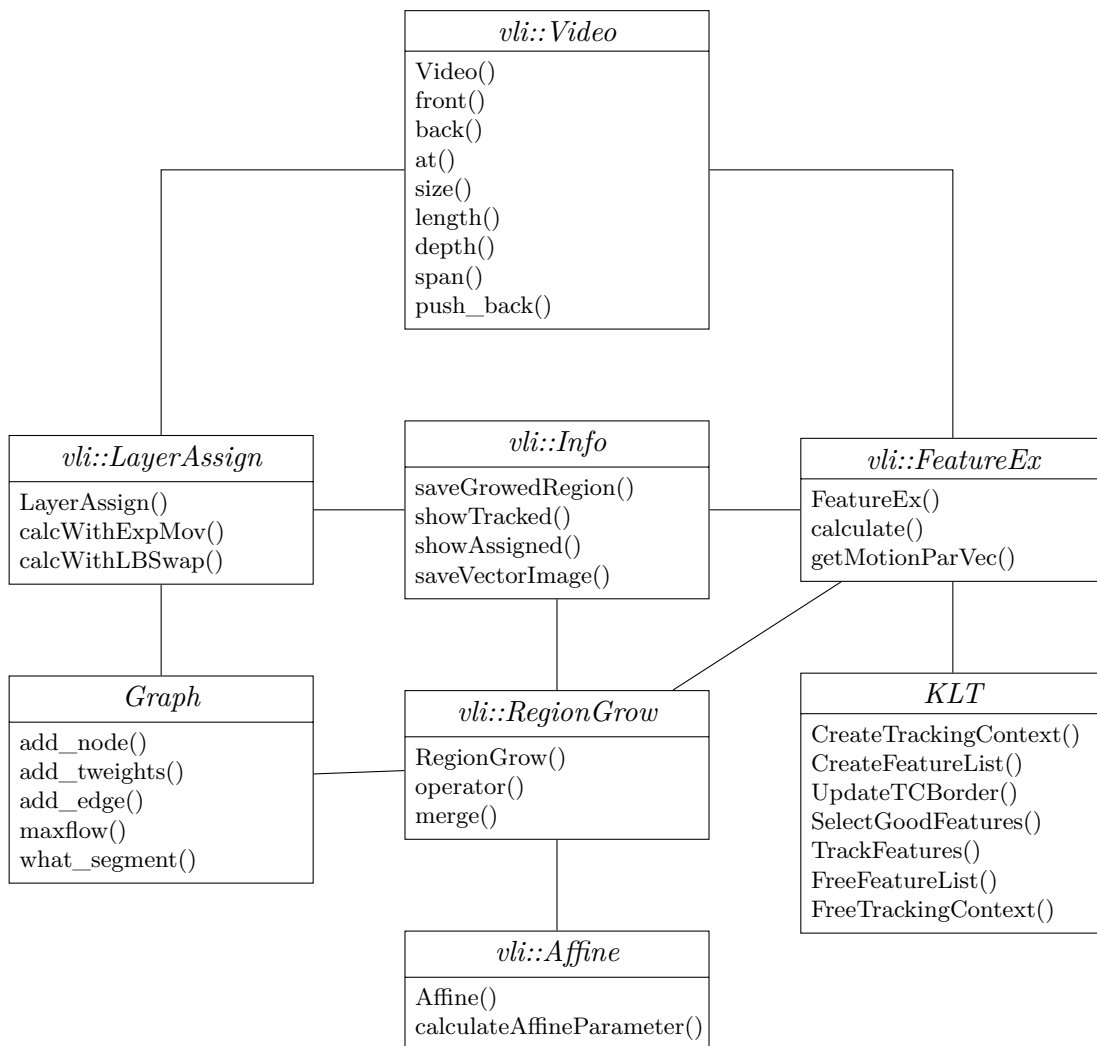 vli::Video
Video()
front()
back()
at()
size()
length()
depth()
span()
push_back()
vli::LayerAssign
LayerAssign()
calcWithExpMov()
calcWithLBSwap()
vli::Info
saveGrowedRegion()
showTracked()
showAssigned()
saveVectorImage()
vli::FeatureEx
FeatureEx()
calculate()
getMotionParVec()
Graph
add_node()
add_tweights()
add_edge()
maxflow()
what_segment()
vli::RegionGrow
RegionGrow()
operator()
merge()
KLT
CreateTrackingContext()
CreateFeatureList()
UpdateTCBorder()
SelectGoodFeatures()
TrackFeatures()
FreeFeatureList()
FreeTrackingContext()
vli::Affine
Affine()
calculateAffineParameter()